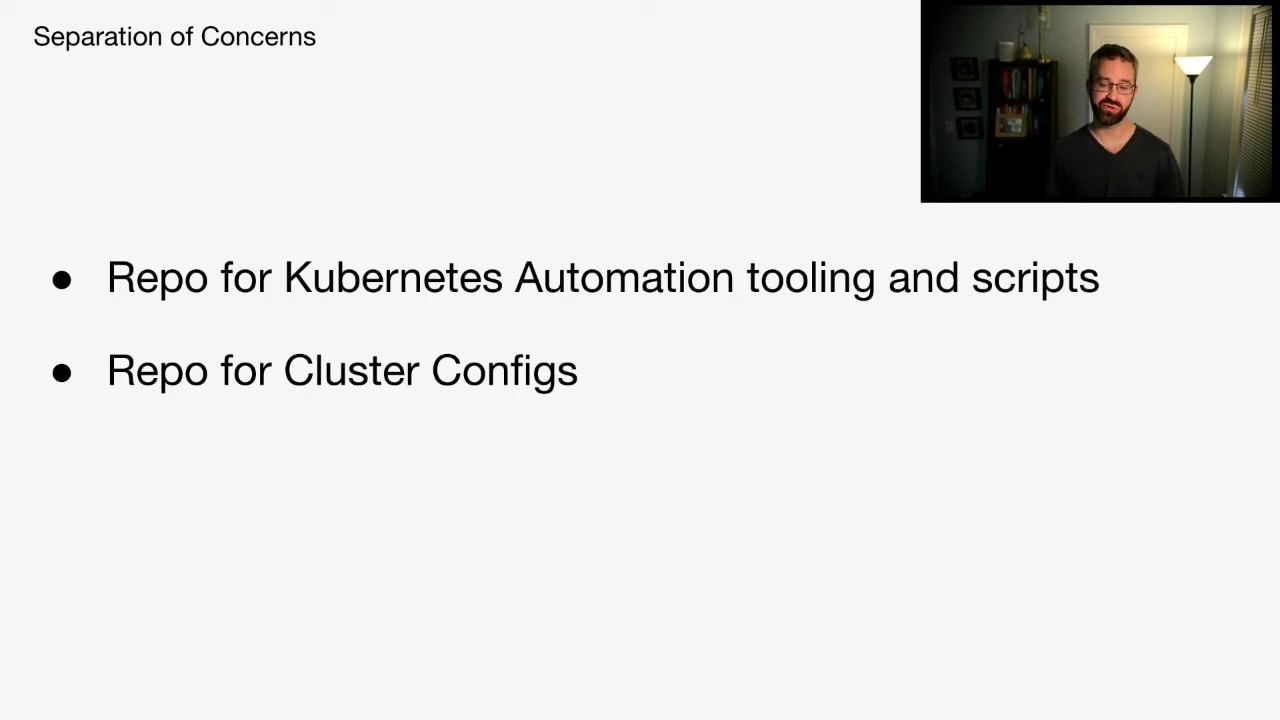 Separation of Concerns
● Repo for Kubernetes Automation tooling and scripts
● Repo for Cluster Configs